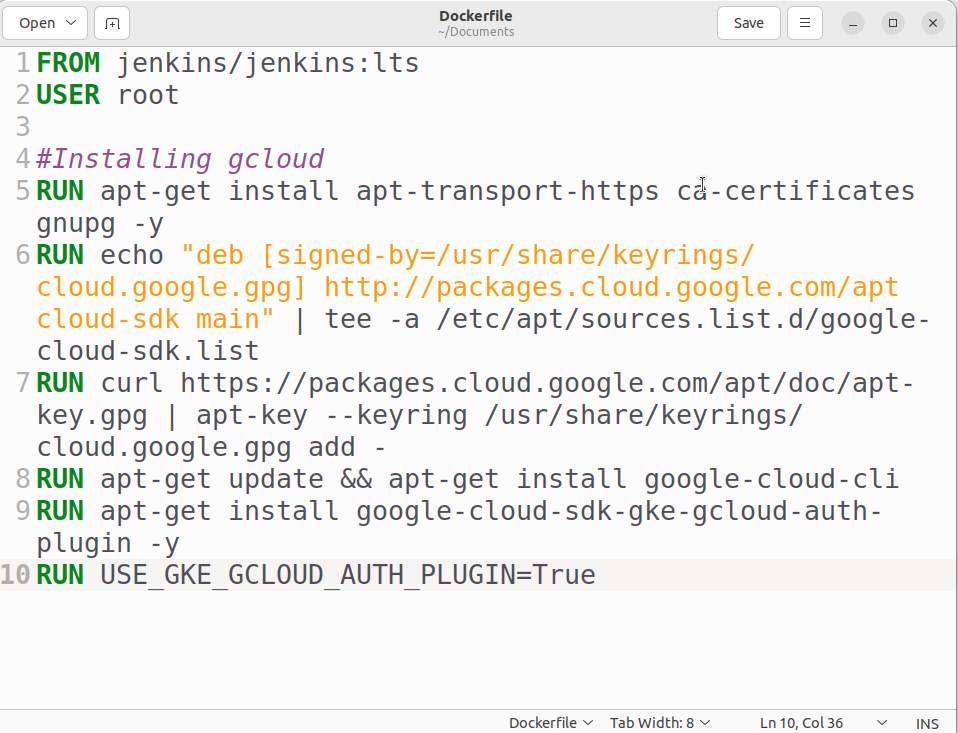 Open
Dockerfile
~/Documents
Save
1 FROM jenkins/jenkins:lts
2 USER root
3
4 #Installing gcloud
5 RUN apt-get install apt-transport-https ca-certificates
gnupg -y
6 RUN echo "deb [signed-by=/usr/share/keyrings/
cloud.google.gpg] http://packages.cloud.google.com/apt
cloud-sdk main" | tee -a /etc/apt/sources.list.d/google-
cloud-sdk.list
7 RUN curl https://packages.cloud.google.com/apt/doc/apt-
key.gpg | apt-key --keyring /usr/share/keyrings/
cloud.google.gpg add -
8 RUN apt-get update && apt-get install google-cloud-cli
9 RUN apt-get install google-cloud-sdk-gke-gcloud-auth-
plugin -y
10 RUN USE_GKE_GCLOUD_AUTH_PLUGIN=True
Dockerfile Tab Width: 8 Ln 10, Col 36 INS